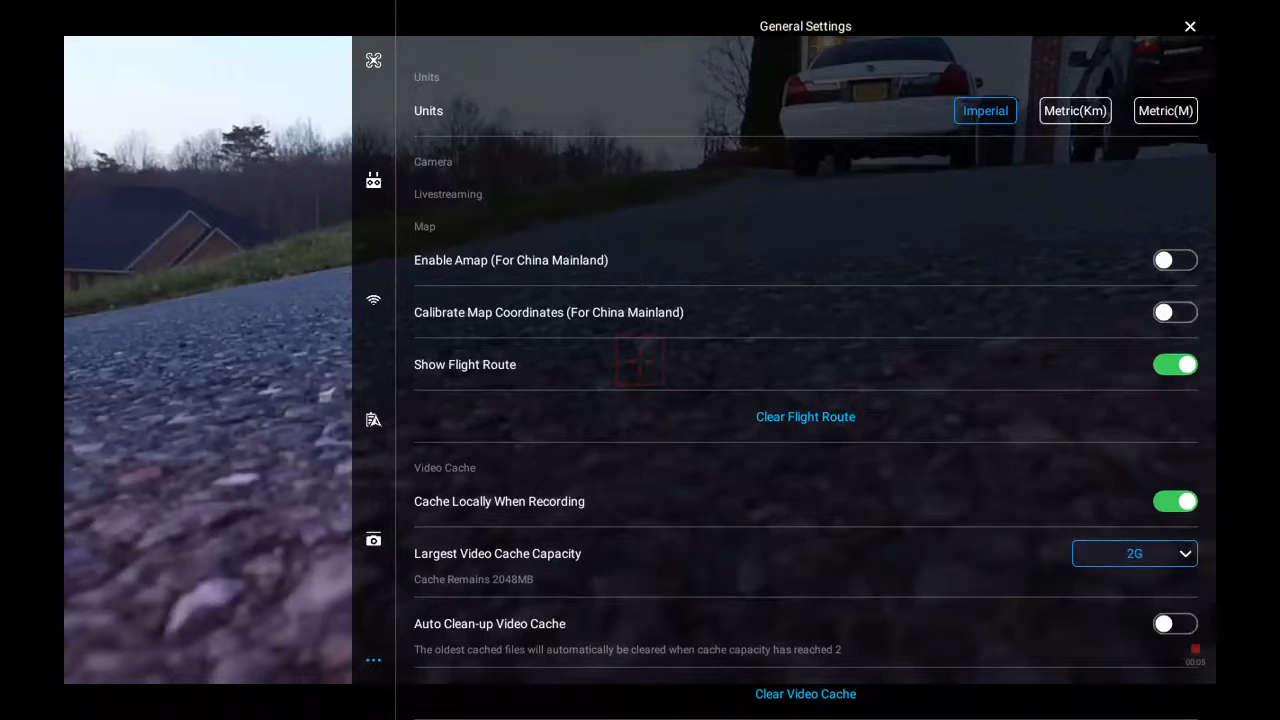 General Settings
Units
Units
Imperial
Metric(Km)
Metric(M)
Camera
Livestreaming
Map
Enable Amap (For China Mainland)
Calibrate Map Coordinates (For China Mainland)
Show Flight Route
Clear Flight Route
Video Cache
Cache Locally When Recording
Largest Video Cache Capacity
2G
Cache Remains 2048MB
Auto Clean-up Video Cache
The oldest cached files will automatically be cleared when cache capacity has reached 2
00:05
Clear Video Cache